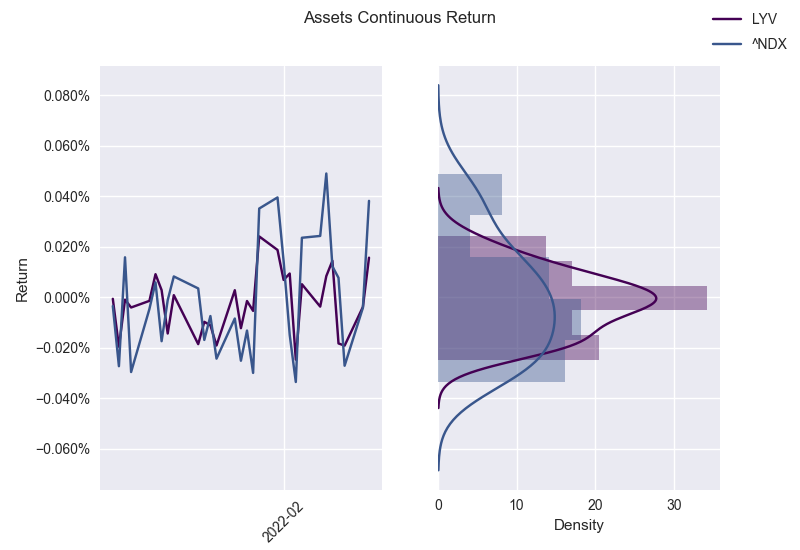 Assets Continuous Return
LYV
^NDX
0.080%
0.060%
0.040%
0.020%
0.000%
−0.020%
−0.040%
−0.060%
Return
2022-02
0 10 20 30
Density